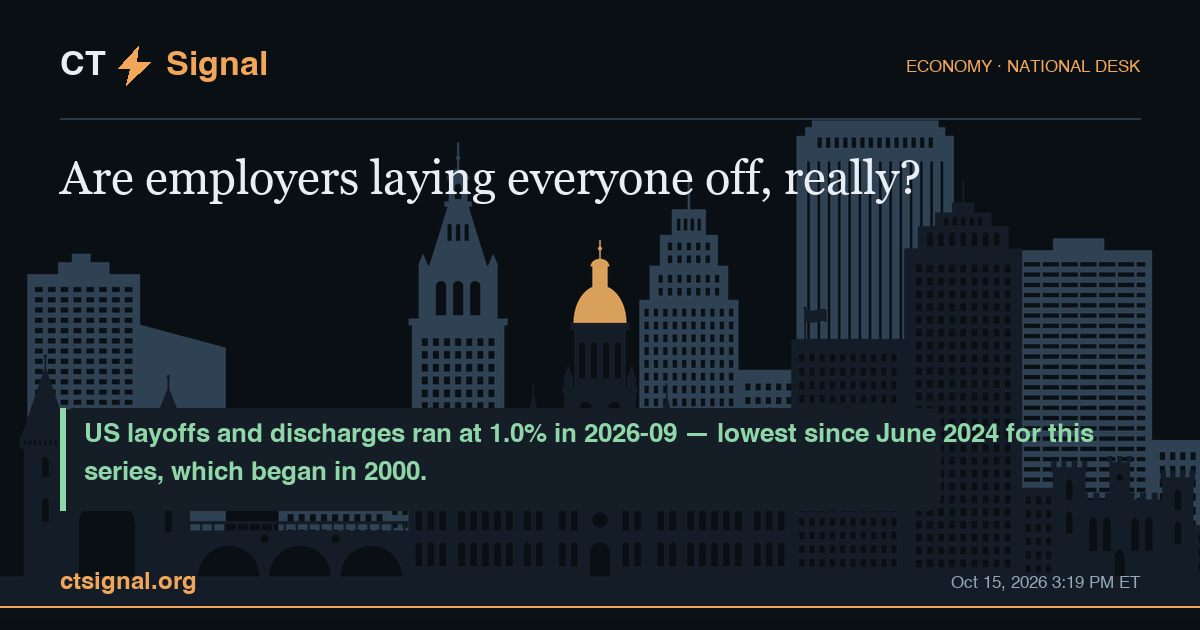 CT Signal
ECONOMY · NATIONAL DESK
Are employers laying everyone off, really?
US layoffs and discharges ran at 1.0% in 2026-09 — lowest since June 2024 for this
series, which began in 2000.
ctsignal.org
Oct 15, 2026 3:19 PM ET